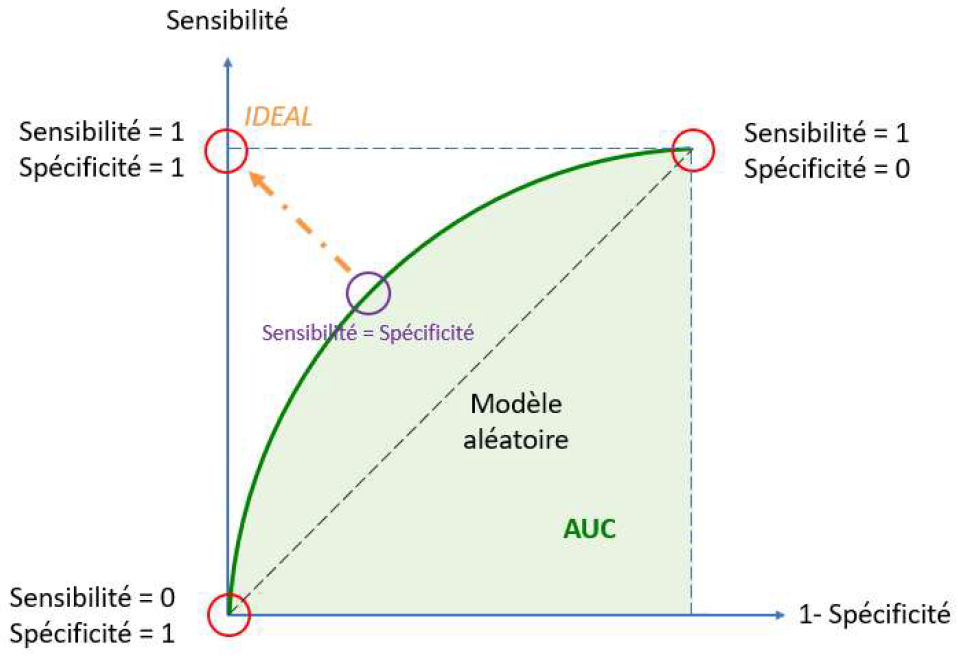 Sensibilité
IDEAL
Sensibilité = 1
Spécificité = 1
Sensibilité = 1
Spécificité = 0
Sensibilité = Spécificité
Modèle
aléatoire
AUC
Sensibilité = 0
Spécificité = 1
1- Spécificité